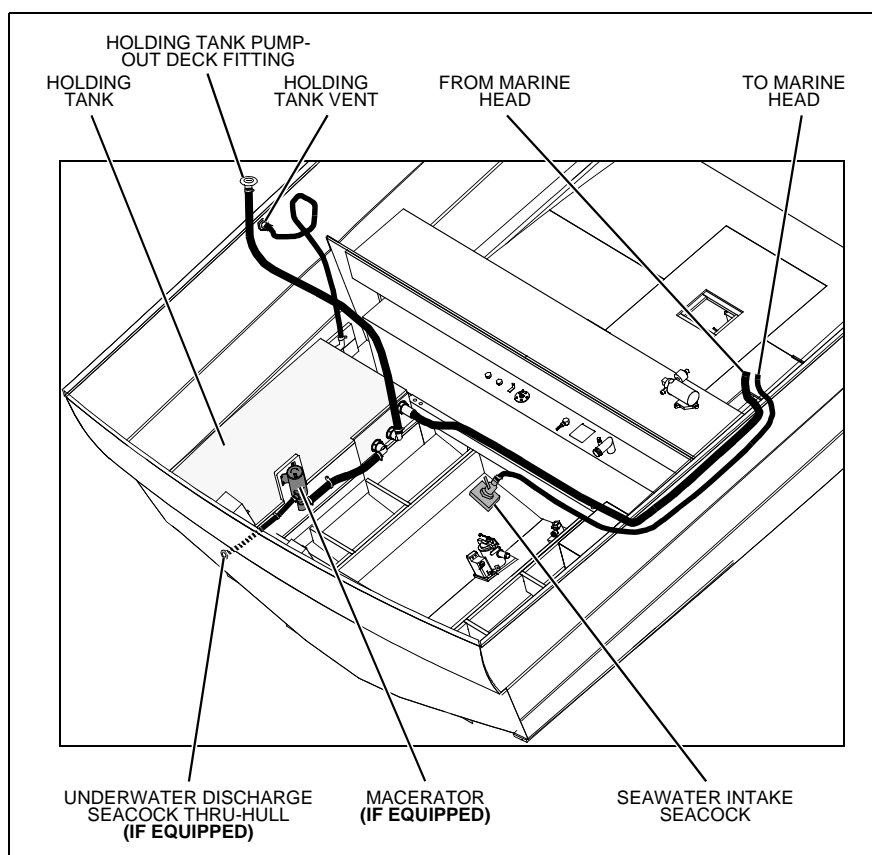 HOLDING TANK PUMP-
OUT DECK FITTING
HOLDING
TANK
HOLDING
TANK VENT
FROM MARINE
HEAD
TO MARINE
HEAD
UNDERWATER DISCHARGE
SEACOCK THRU-HULL
(IF EQUIPPED)
MACERATOR
(IF EQUIPPED)
SEAWATER INTAKE
SEACOCK